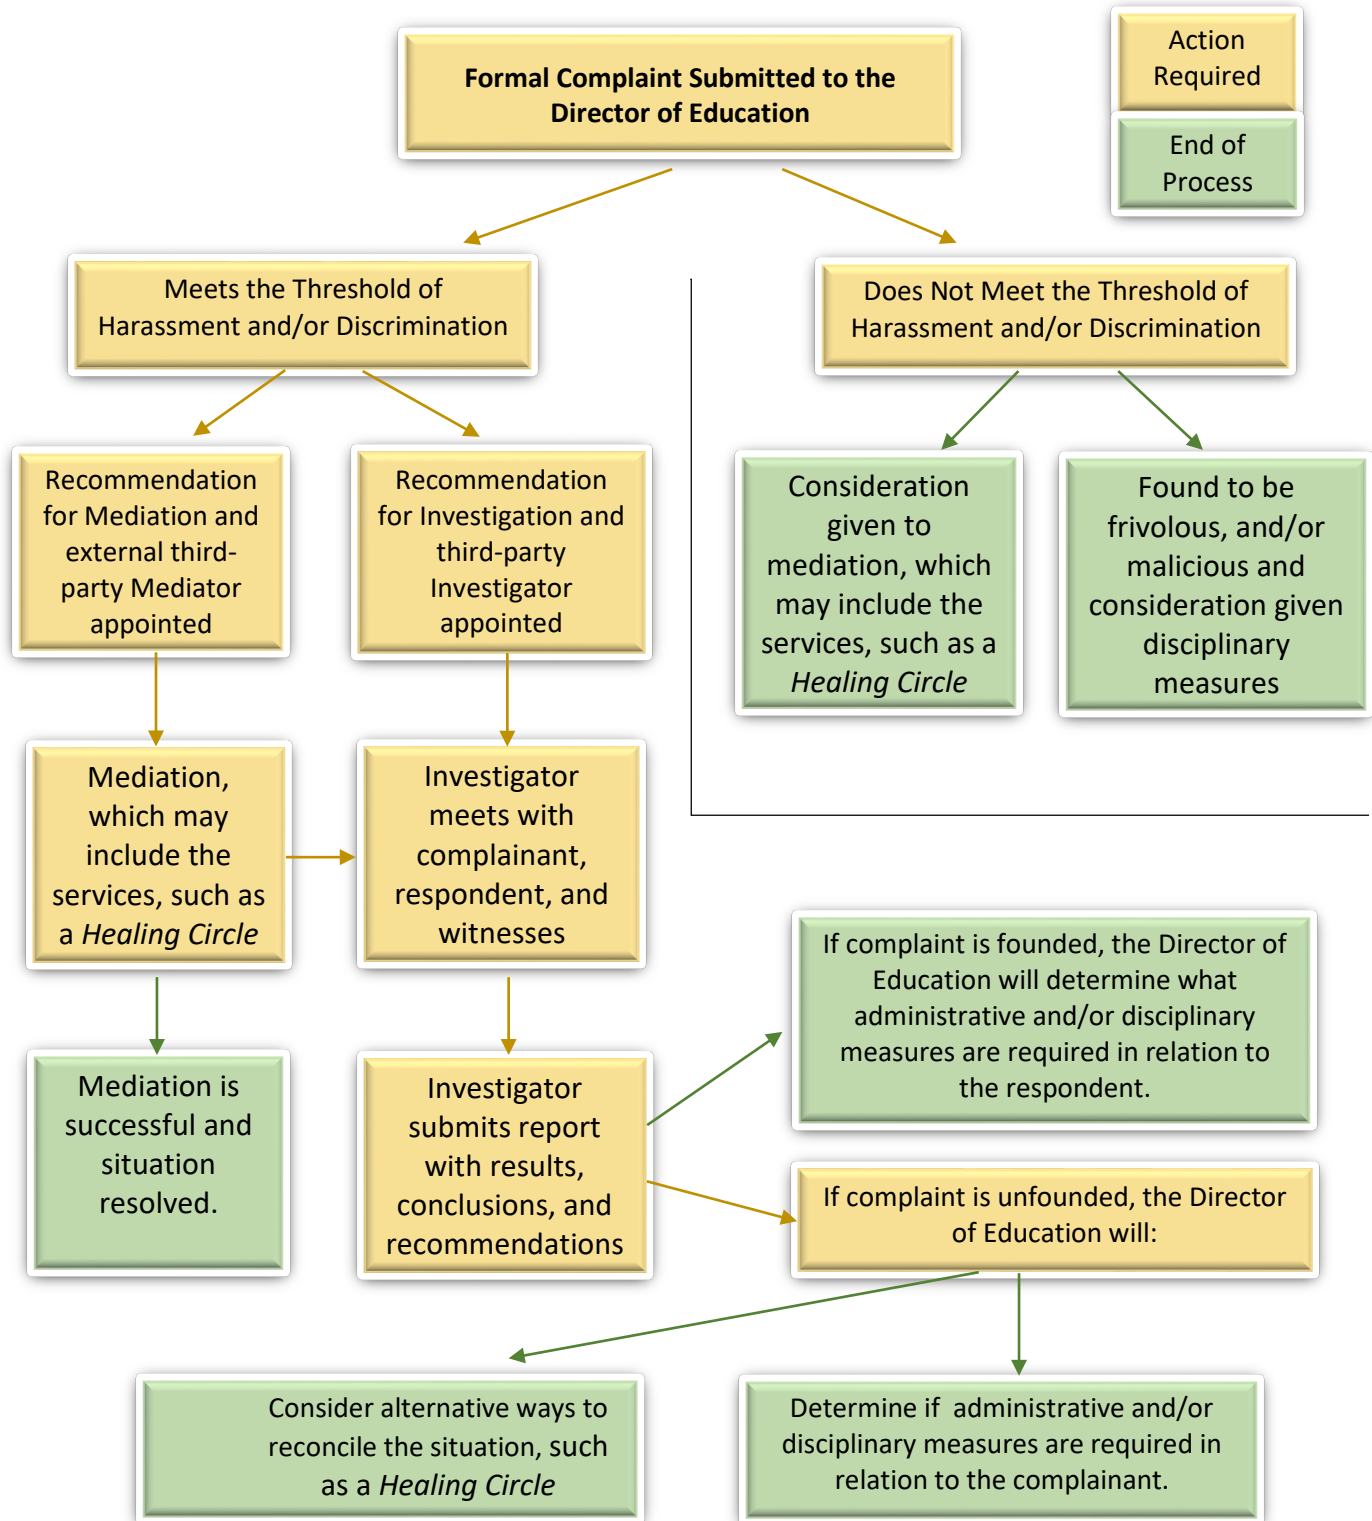 Formal Complaint Submitted to the
Director of Education
Action
Required
End of
Process
Meets the Threshold of
Harassment and/or Discrimination
Does Not Meet the Threshold of
Harassment and/or Discrimination
Recommendation
for Mediation and
external third-
party Mediator
appointed
Recommendation
for Investigation and
third-party
Investigator
appointed
Consideration
given to
mediation, which
may include the
services, such as a
Healing Circle
Found to be
frivolous, and/or
malicious and
consideration given
disciplinary
measures
Mediation,
which may
include the
services, such as
a Healing Circle
Investigator
meets with
complainant,
respondent, and
witnesses
If complaint is founded, the Director of
Education will determine what
administrative and/or disciplinary
measures are required in relation to
the respondent.
Mediation is
successful and
situation
resolved.
Investigator
submits report
with results,
conclusions, and
recommendations
If complaint is unfounded, the Director
of Education will:
Consider alternative ways to
reconcile the situation, such
as a Healing Circle
Determine if  administrative and/or
disciplinary measures are required in
relation to the complainant.